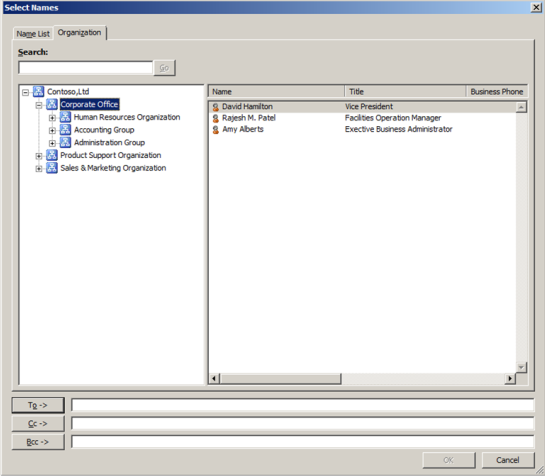 Select Names
Name List Organization
Search:
Go
Contoso,Ltd
Corporate Office
Human Resources Organization
Accounting Group
Administration Group
Product Support Organization
Sales & Marketing Organization
Name Title Business Phone
David Hamilton Vice President
Rajesh M. Patel Facilities Operation Manager
Amy Alberts Exective Business Administrator
To ->
Cc ->
Bcc ->
OK Cancel